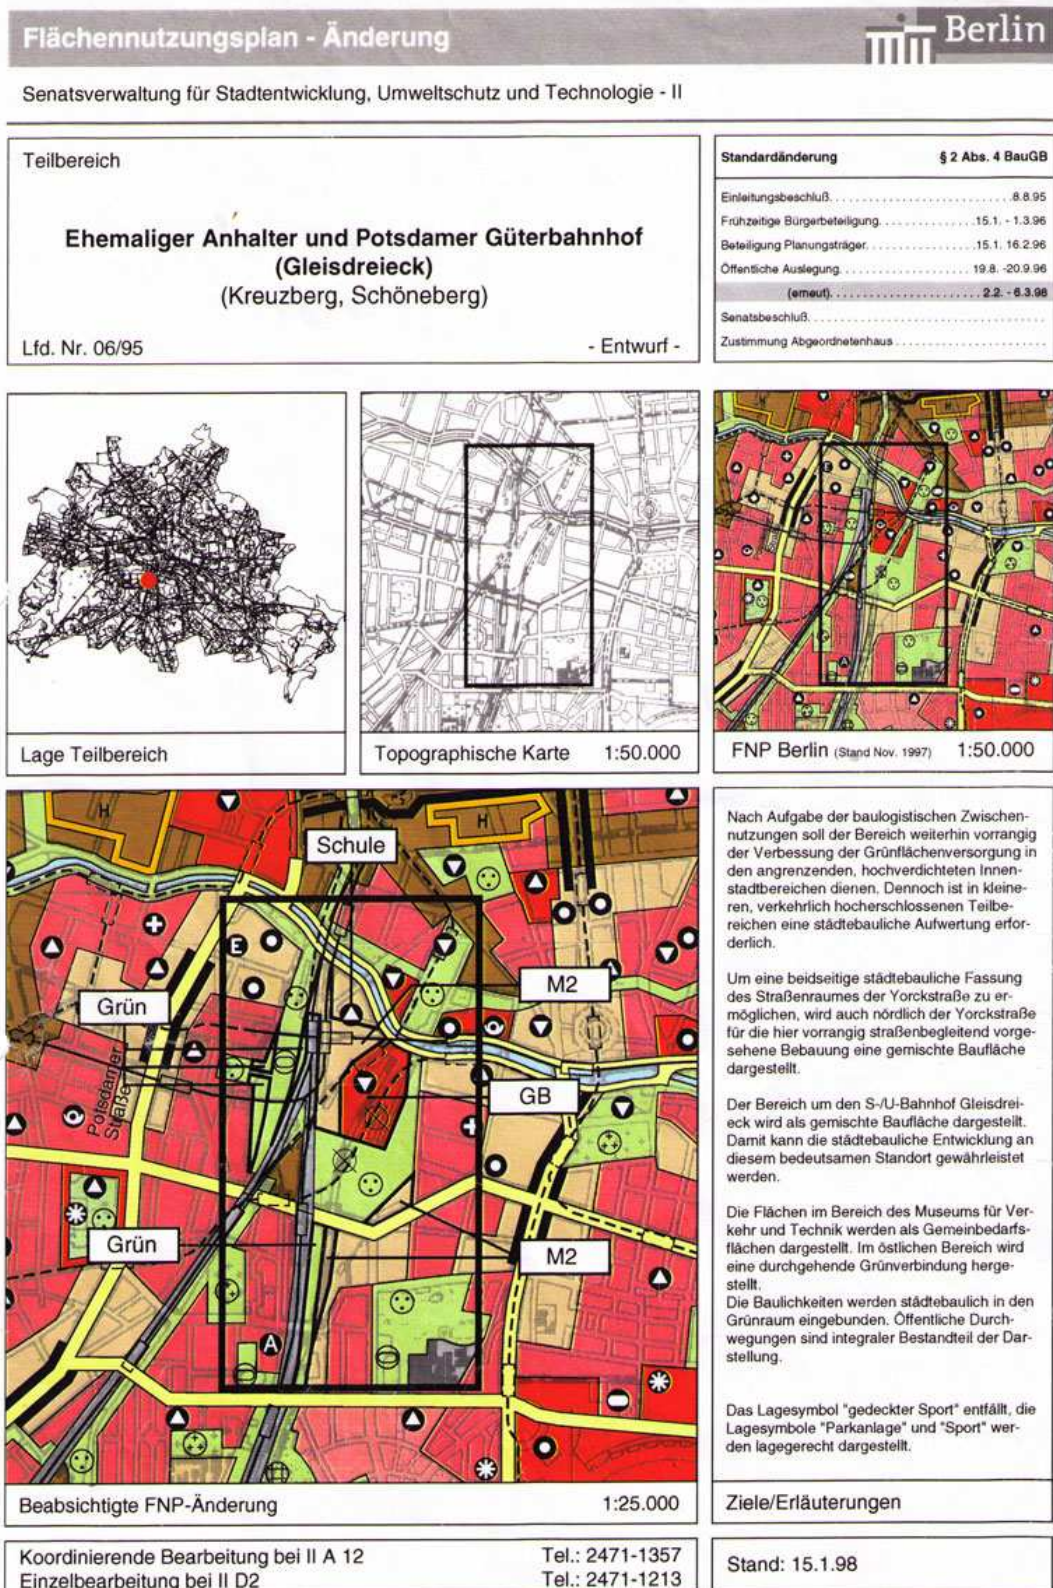 Flächennutzungsplan - Änderung
Berlin
Senatsverwaltung für Stadtentwicklung, Umweltschutz und Technologie - II
Teilbereich
Ehemaliger Anhalter und Potsdamer Güterbahnhof
(Gleisdreieck)
(Kreuzberg, Schöneberg)
Lfd. Nr. 06/95 - Entwurf -
Standardänderung § 2 Abs. 4 BauGB
Einleitungsbeschluß. . . . . . . . . . . . . . . . . . . . . . . .8.8.95
Frühzeitige Bürgerbeteiligung. . . . . . . . . . . . .15.1. - 1.3.96
Beteiligung Planungsträger. . . . . . . . . . . . . . .15.1. 16.2.96
Öffentliche Auslegung. . . . . . . . . . . . . . . . . 19.8. -20.9.96
(erneut). . . . . . . . . . . . . . . . . . . . 2.2. - 6.3.98
Senatsbeschluß. . . . . . . . . . . . . . . . . . . . . . . . . . . . . . .
Zustimmung Abgeordnetenhaus . . . . . . . . . . . . . . . . . . . .
Lage Teilbereich
Topographische Karte 1:50.000
H
H
E
A
FNP Berlin (Stand Nov. 1997) 1:50.000
H
H
Schule
E
M2
Grün
Potsdamer
Straße
GB
Grün
M2
A
Beabsichtigte FNP-Änderung 1:25.000
Nach Aufgabe der baulogistischen Zwischen-
nutzungen soll der Bereich weiterhin vorrangig
der Verbessung der Grünflächenversorgung in
den angrenzenden, hochverdichteten Innen-
stadtbereichen dienen. Dennoch ist in kleine-
ren, verkehrlich hocherschlossenen Teilbe-
reichen eine städtebauliche Aufwertung erfor-
derlich.
Um eine beidseitige städtebauliche Fassung
des Straßenraumes der Yorckstraße zu er-
möglichen, wird auch nördlich der Yorckstraße
für die hier vorrangig straßenbegleitend vorge-
sehene Bebauung eine gemischte Baufläche
dargestellt.
Der Bereich um den S-/U-Bahnhof Gleisdrei-
eck wird als gemischte Baufläche dargestellt.
Damit kann die städtebauliche Entwicklung an
diesem bedeutsamen Standort gewährleistet
werden.
Die Flächen im Bereich des Museums für Ver-
kehr und Technik werden als Gemeinbedarfs-
flächen dargestellt. Im östlichen Bereich wird
eine durchgehende Grünverbindung herge-
stellt.
Die Baulichkeiten werden städtebaulich in den
Grünraum eingebunden. Öffentliche Durch-
wegungen sind integraler Bestandteil der Dar-
stellung.
Das Lagesymbol "gedeckter Sport" entfällt, die
Lagesymbole "Parkanlage" und "Sport" wer-
den lagegerecht dargestellt.
Ziele/Erläuterungen
Koordinierende Bearbeitung bei II A 12 Tel.: 2471-1357
Einzelbearbeitung bei II D2 Tel.: 2471-1213
Stand: 15.1.98